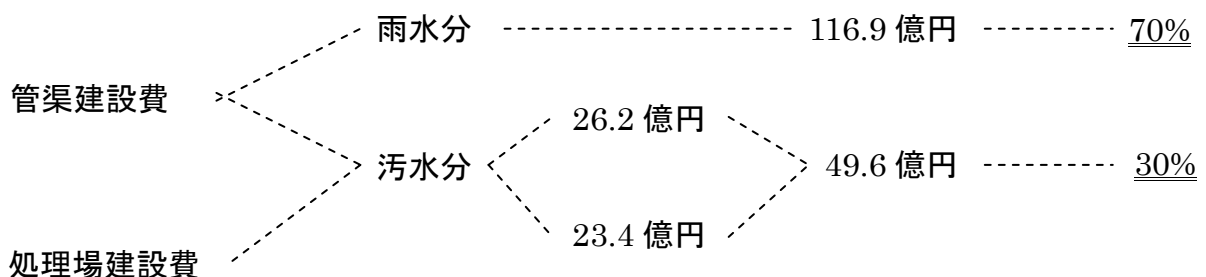 雨水分 116.9 億円 70%
管渠建設費
26.2 億円
汚水分 49.6 億円 30%
23.4 億円
処理場建設費